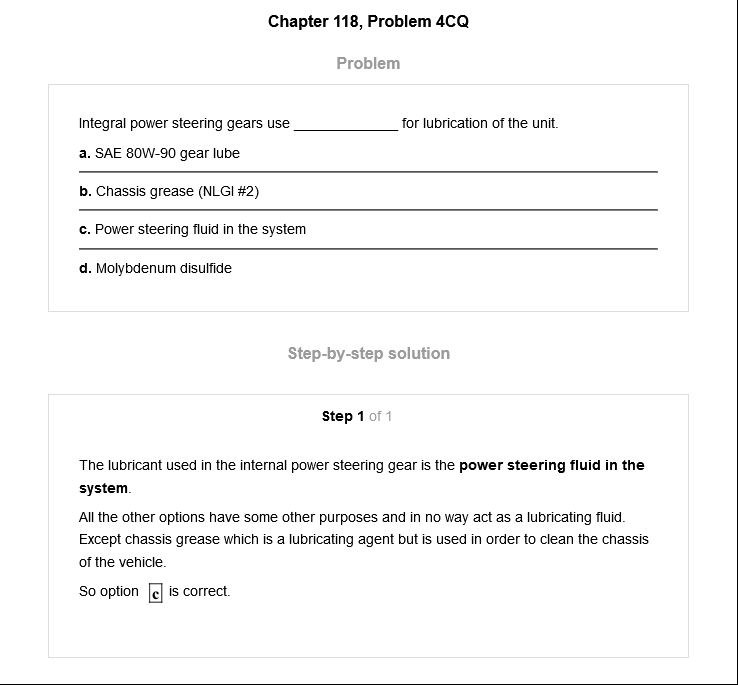 Chapter 118, Problem 4CQ
Problem
Integral power steering gears use _____________ for lubrication of the unit.
a. SAE 80W-90 gear lube
b. Chassis grease (NLGI #2)
c. Power steering fluid in the system
d. Molybdenum disulfide
Step-by-step solution
Step 1 of 1
The lubricant used in the internal power steering gear is the power steering fluid in the
system.
All the other options have some other purposes and in no way act as a lubricating fluid.
Except chassis grease which is a lubricating agent but is used in order to clean the chassis
of the vehicle.
So option c is correct.